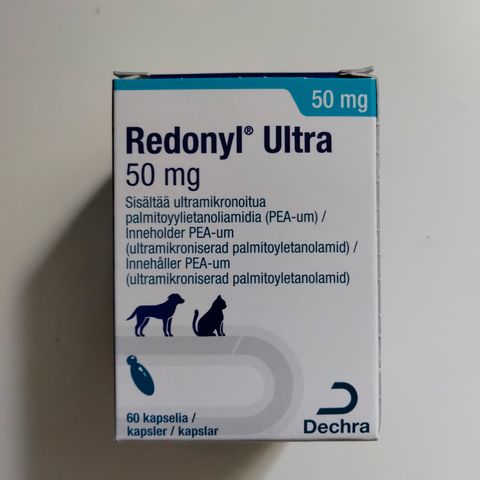 50 mg
Redonyl® Ultra
50 mg
Sisältää ultramikronoitua
palmitoyylietanoliamidia (PEA-um) /
Inneholder PEA-um
(ultramikroniserad palmitoyletanolamid) /
Innehåller PEA-um
(ultramikroniserad palmitoyletanolamid)
60 kapselia /
kapsler / kapslar
Dechra